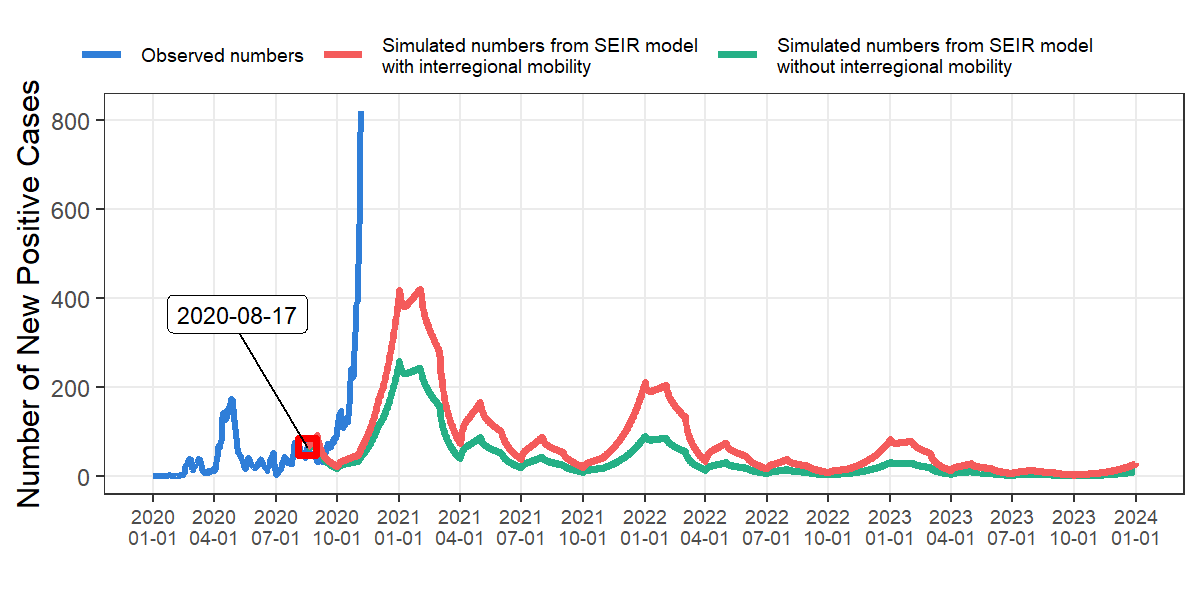 Observed numbers
Simulated numbers from SEIR model
with interregional mobility
Simulated numbers from SEIR model
without interregional mobility
Number of New Positive Cases
800
600
400
200
0
2020-08-17
2020 2020 2020 2020 2021 2021 2021 2021 2022 2022 2022 2022 2023 2023 2023 2023 2024
01-01 04-01 07-01 10-01 01-01 04-01 07-01 10-01 01-01 04-01 07-01 10-01 01-01 04-01 07-01 10-01 01-01